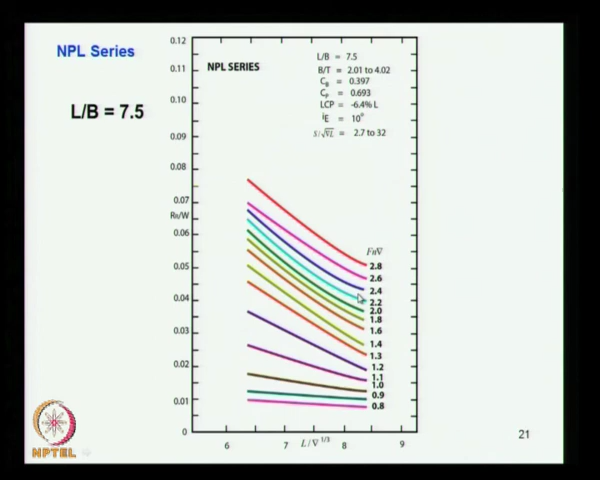 NPL Series
L/B = 7.5
NPL SERIES
L/B = 7.5
B/T = 2.01 to 4.02
CB = 0.397
CP = 0.693
LCP = -6.4% L
iE = 10°
S/√∇L = 2.7 to 32
0.12
0.11
0.10
0.09
0.08
0.07
RR/W
0.06
0.05
0.04
0.03
0.02
0.01
0
Fn∇
2.8
2.6
2.4
2.2
2.0
1.8
1.6
1.4
1.3
1.2
1.1
1.0
0.9
0.8
6 7 8 9
L/∇1/3
NPTEL
21